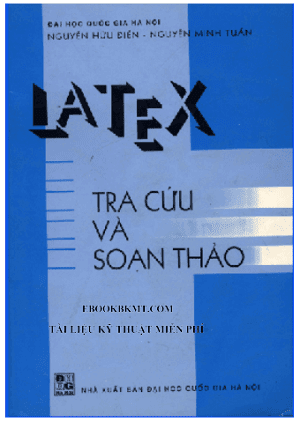 ĐẠI HỌC QUỐC GIA HÀ NỘI
NGUYỄN HỮU ĐIỂN - NGUYỄN MINH TUẤN
LATEX
TRA CỨU
VÀ
SOẠN THẢO
EBOOKBKMT.COM
TÀI LIỆU KỸ THUẬT MIỄN PHÍ
NHÀ XUẤT BẢN ĐẠI HỌC QUỐC GIA HÀ NỘI